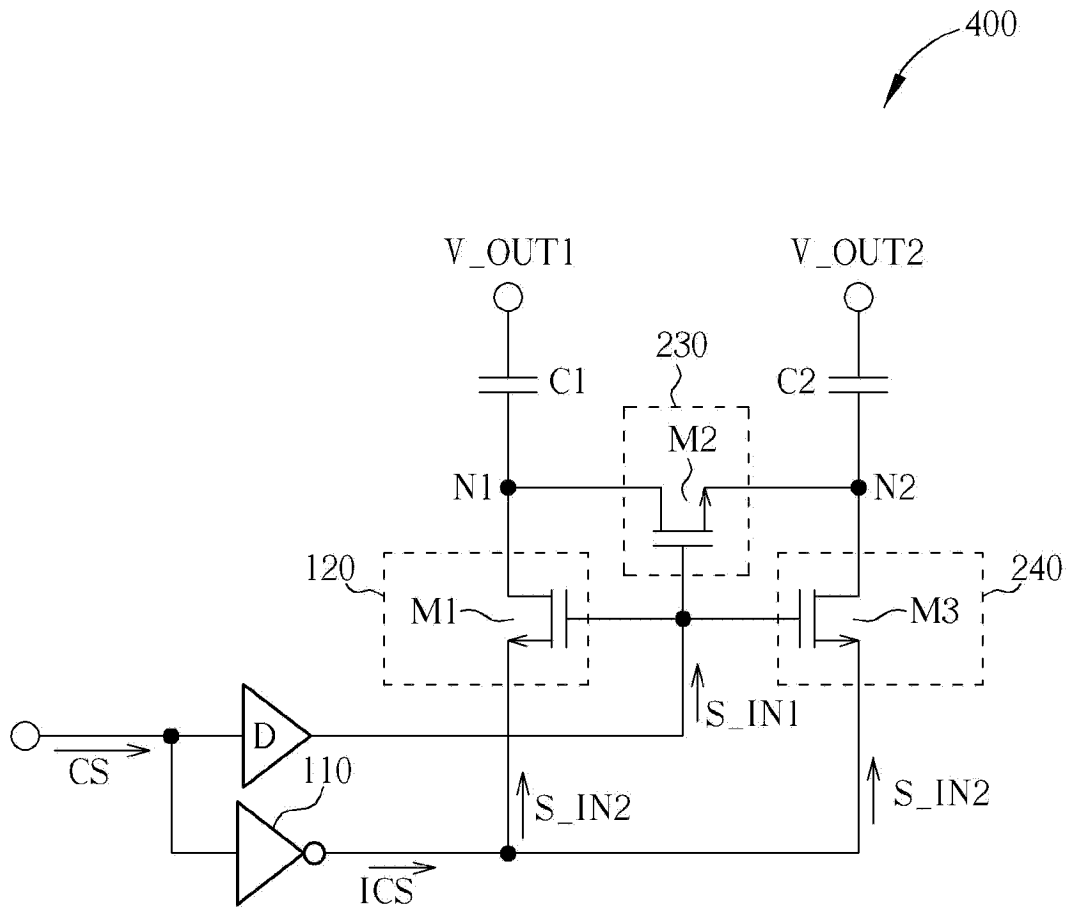 400
V_OUT1
V_OUT2
230
C1
C2
M2
N1
N2
120
240
M1
M3
S_IN1
D
CS
110
S_IN2
S_IN2
ICS